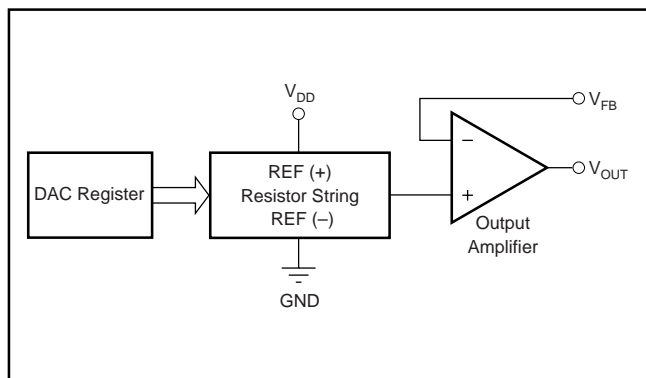 V_DD
V_FB
DAC Register
REF (+)
Resistor String
REF (–)
–
+
V_OUT
Output
Amplifier
GND